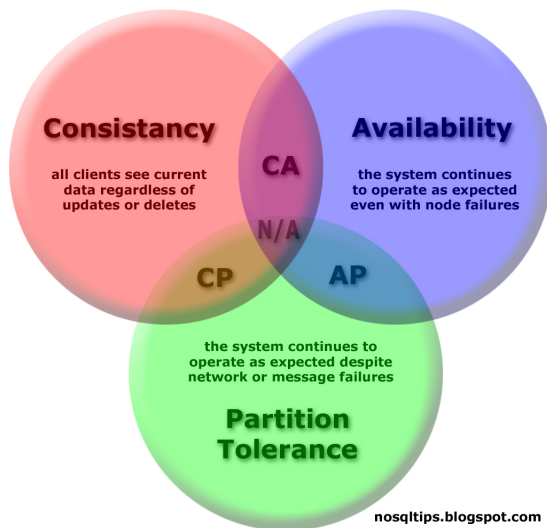 Consistancy
all clients see current
data regardless of
updates or deletes
Availability
the system continues
to operate as expected
even with node failures
CA
N/A
CP
AP
the system continues to
operate as expected despite
network or message failures
Partition
Tolerance
nosqltips.blogspot.com